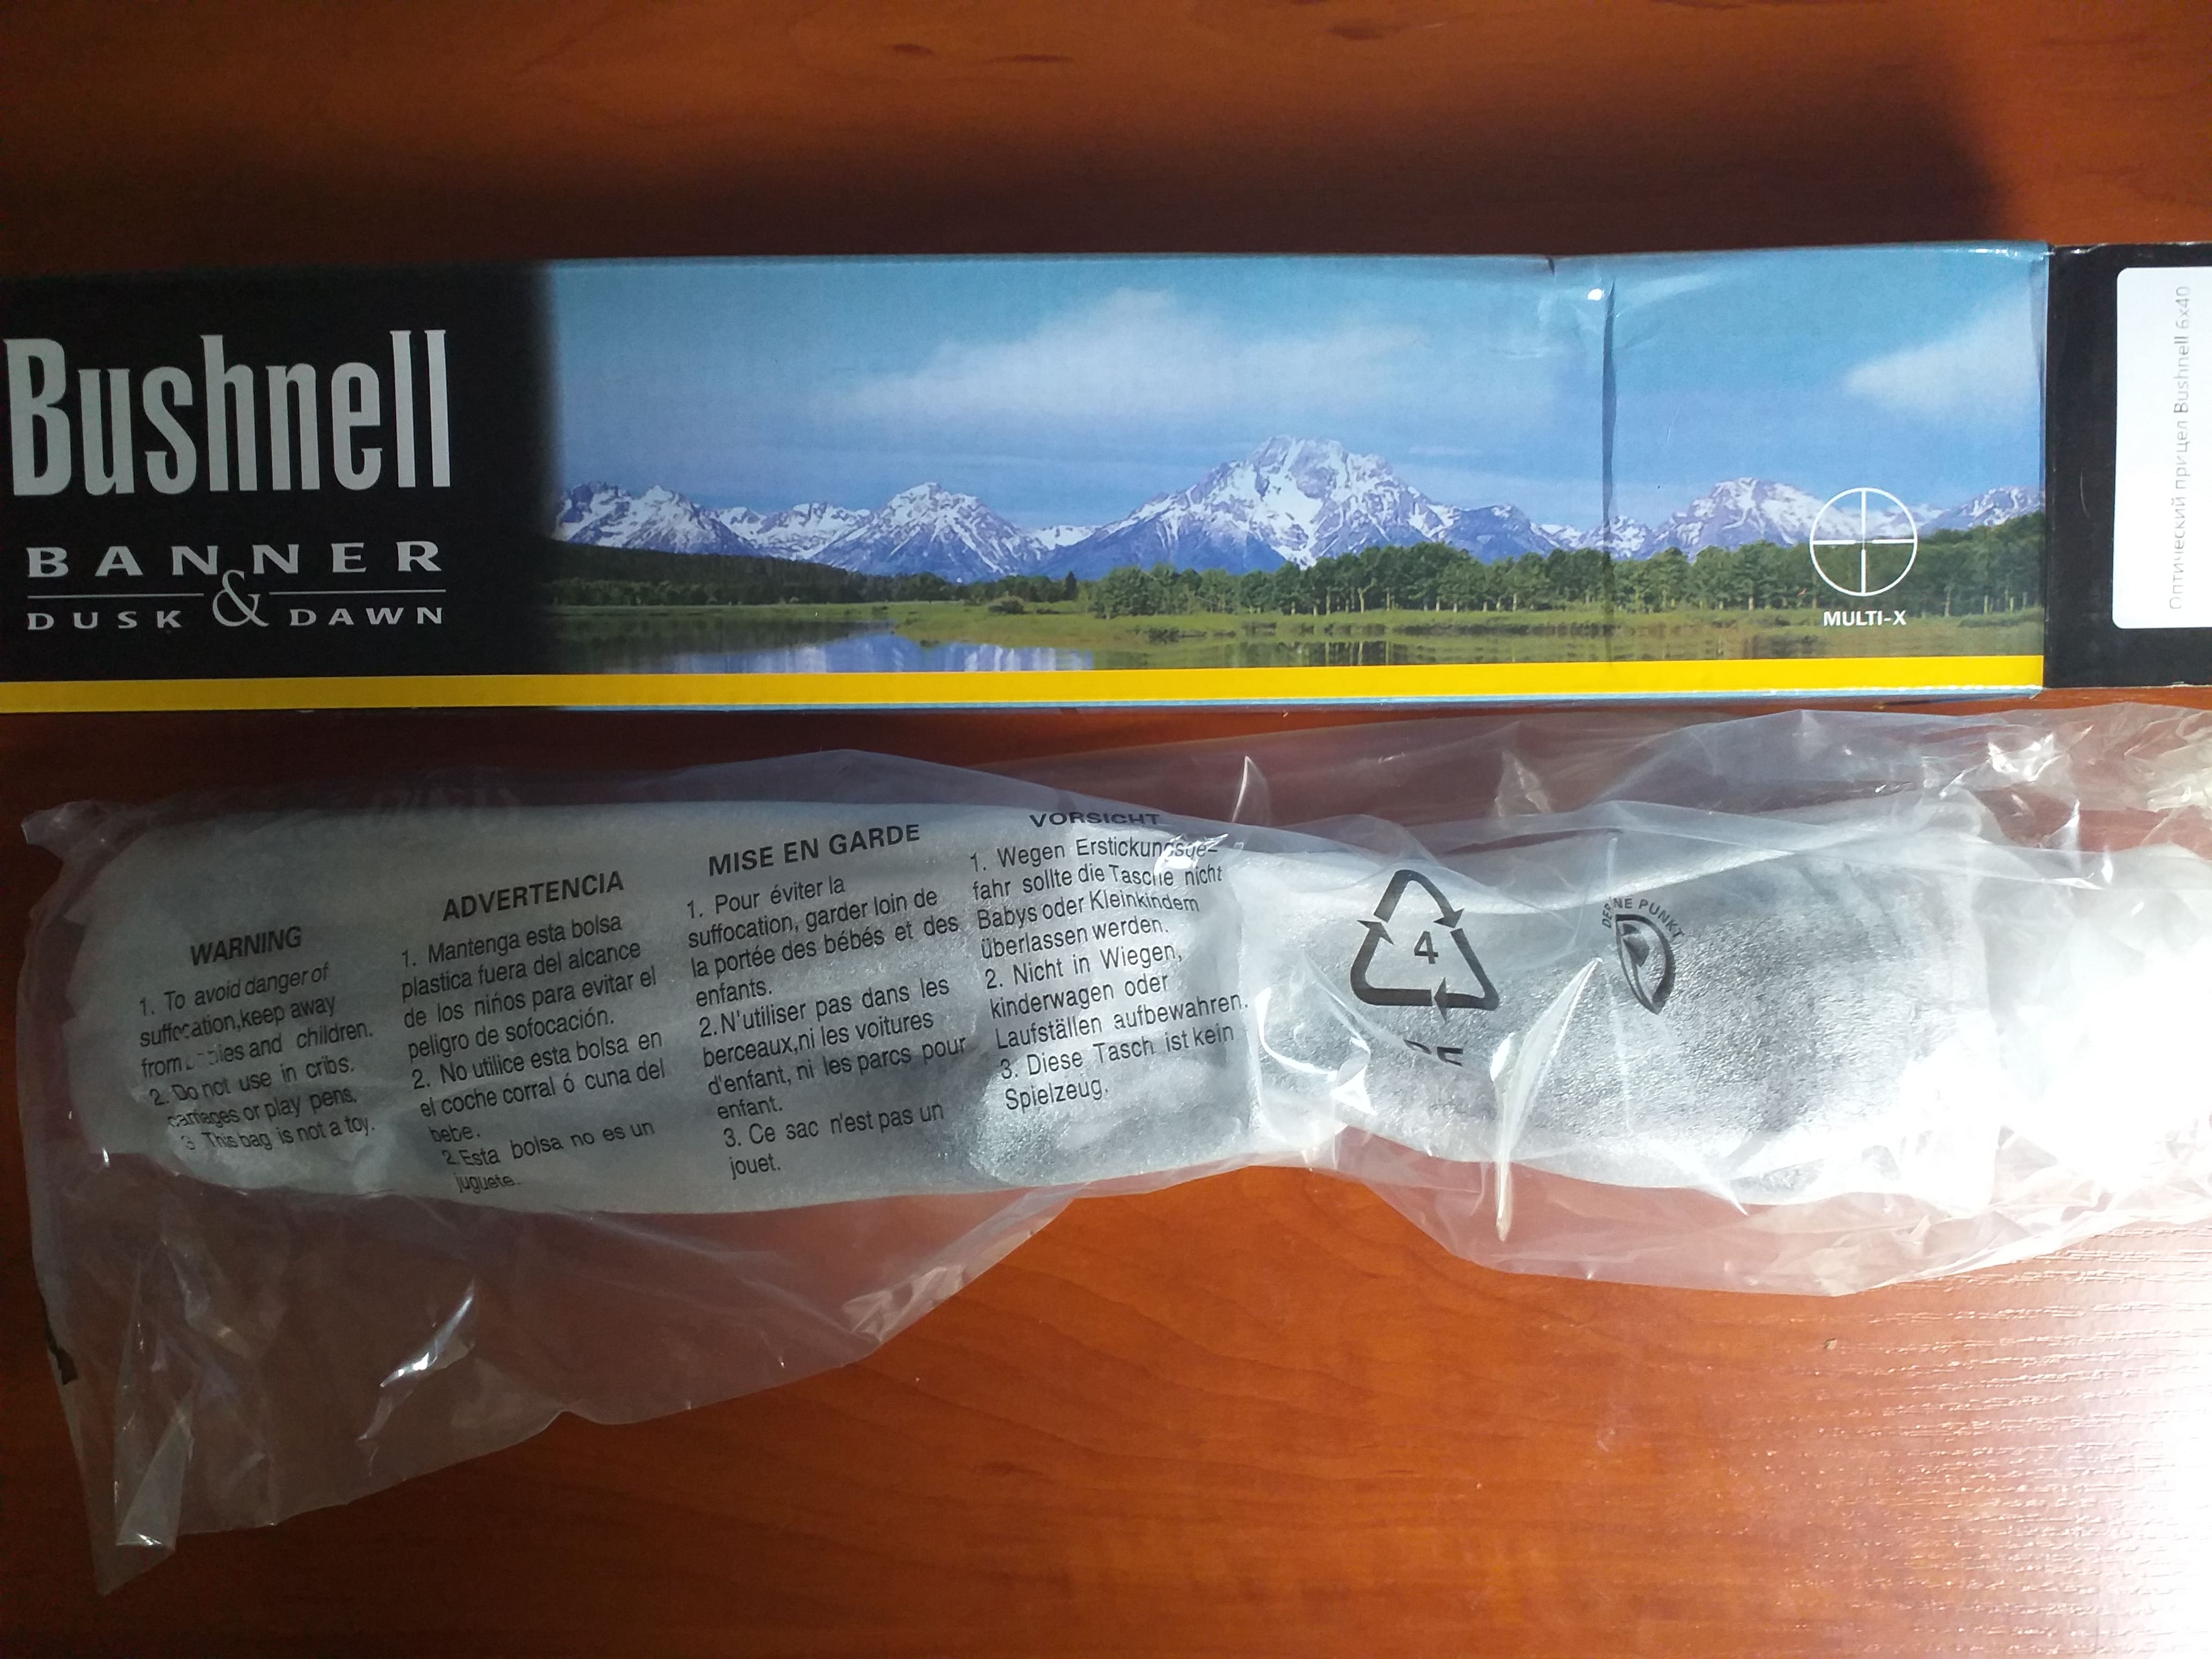 Bushnell
BANNER
DUSK & DAWN
MULTI-X
Оптический прицел Bushnell 6x40
WARNING
1. To avoid danger of
suffocation,keep away
from and children.
2. Do not use in cribs,
carriages or play pens.
3 This bag is not a toy.
ADVERTENCIA
1. Mantenga esta bolsa
plastica fuera del alcance
de los niños para evitar el
peligro de sofocación.
2. No utilice esta bolsa en
el coche corral ó cuna del
bebe.
2.Esta bolsa no es un
juguete.
MISE EN GARDE
1. Pour éviter la
suffocation, garder loin de
la portée des bébés et des
enfants.
2.N'utiliser pas dans les
berceaux,ni les voitures
d'enfant, ni les parcs pour
enfant.
3. Ce sac n'est pas un
jouet.
VORSICHT
1. Wegen Erstickungsge-
fahr sollte die Tasche nicht
Babys oder Kleinkindern
überlassen werden.
2. Nicht in Wiegen,
kinderwagen oder
Laufställen aufbewahren.
3. Diese Tasch ist kein
Spielzeug.
4
PUNKT